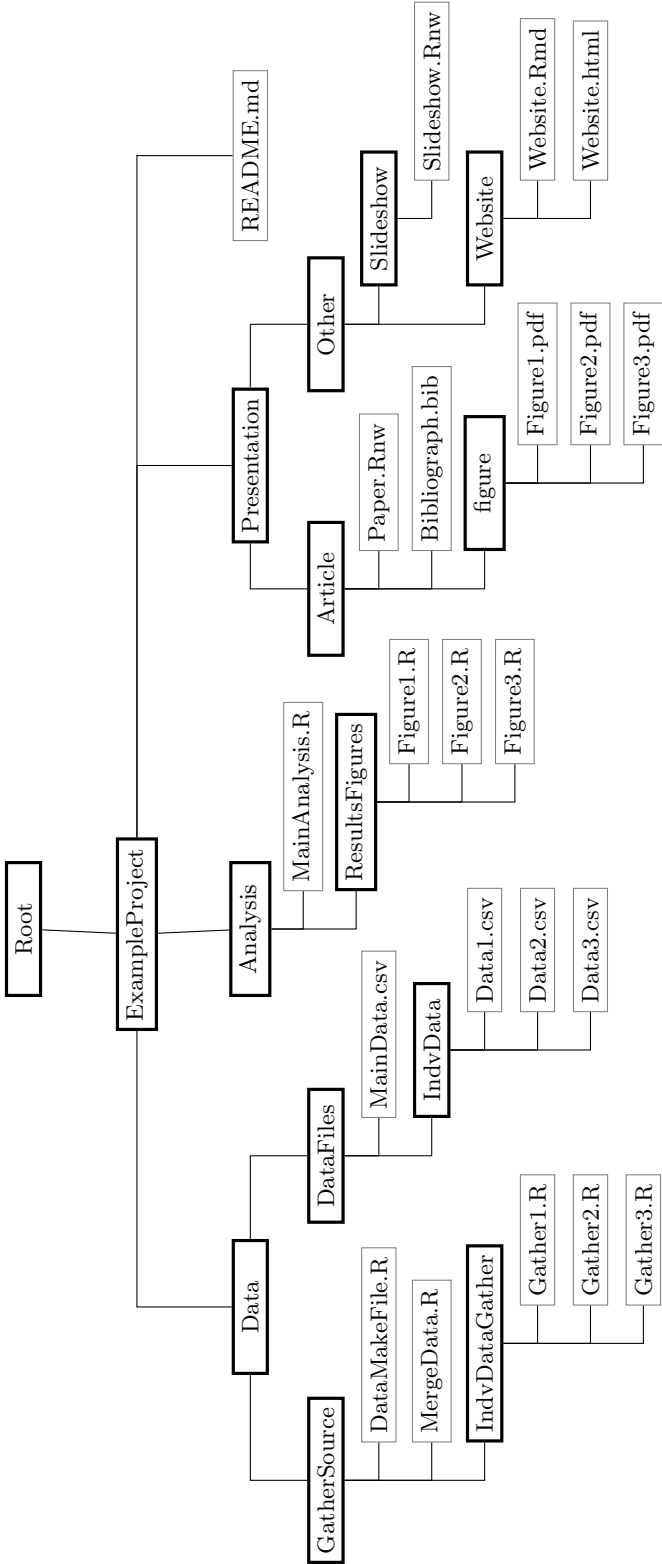 Root
ExampleProject
Data
Analysis
Presentation
README.md
GatherSource
DataMakeFile.R
MergeData.R
IndvDataGather
Gather1.R
Gather2.R
Gather3.R
DataFiles
MainData.csv
IndvData
Data1.csv
Data2.csv
Data3.csv
MainAnalysis.R
ResultsFigures
Figure1.R
Figure2.R
Figure3.R
Article
Paper.Rnw
Bibliograph.bib
figure
Figure1.pdf
Figure2.pdf
Figure3.pdf
Other
Slideshow
Slideshow.Rnw
Website
Website.Rmd
Website.html